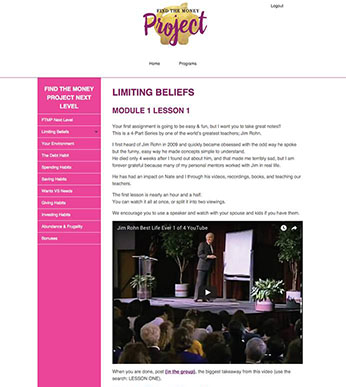 Logout
FIND THE MONEY
Project
Home
Programs
FIND THE MONEY
PROJECT NEXT
LEVEL
FTMP Next Level
Limiting Beliefs
Your Environment
The Debt Habit
Spending Habits
Saving Habits
Wants VS Needs
Giving Habits
Investing Habits
Abundance & Frugality
Bonuses
LIMITING BELIEFS
MODULE 1 LESSON 1
Your first assignment is going to be easy & fun, but I want you to take great notes!!
This is a 4-Part Series by one of the world's greatest teachers; Jim Rohn.
I first heard of Jim Rohn in 2009 and quickly became obsessed with the odd way he spoke
but the funny, easy way he made concepts simple to understand.
He died only 4 weeks after I found out about him, and that made me terribly sad, but I am
forever grateful because many of my personal mentors worked with Jim in real life.
He has had an impact on Nate and I through his videos, recordings, books, and teaching our
teachers.
The first lesson is nearly an hour and a half.
You can watch it all at once, or split it into two viewings.
We encourage you to use a speaker and watch with your spouse and kids if you have them.
Jim Rohn Best Life Ever 1 of 4 YouTube
When you are done, post (in the group), the biggest takeaway from this video (use the
search: LESSON ONE).